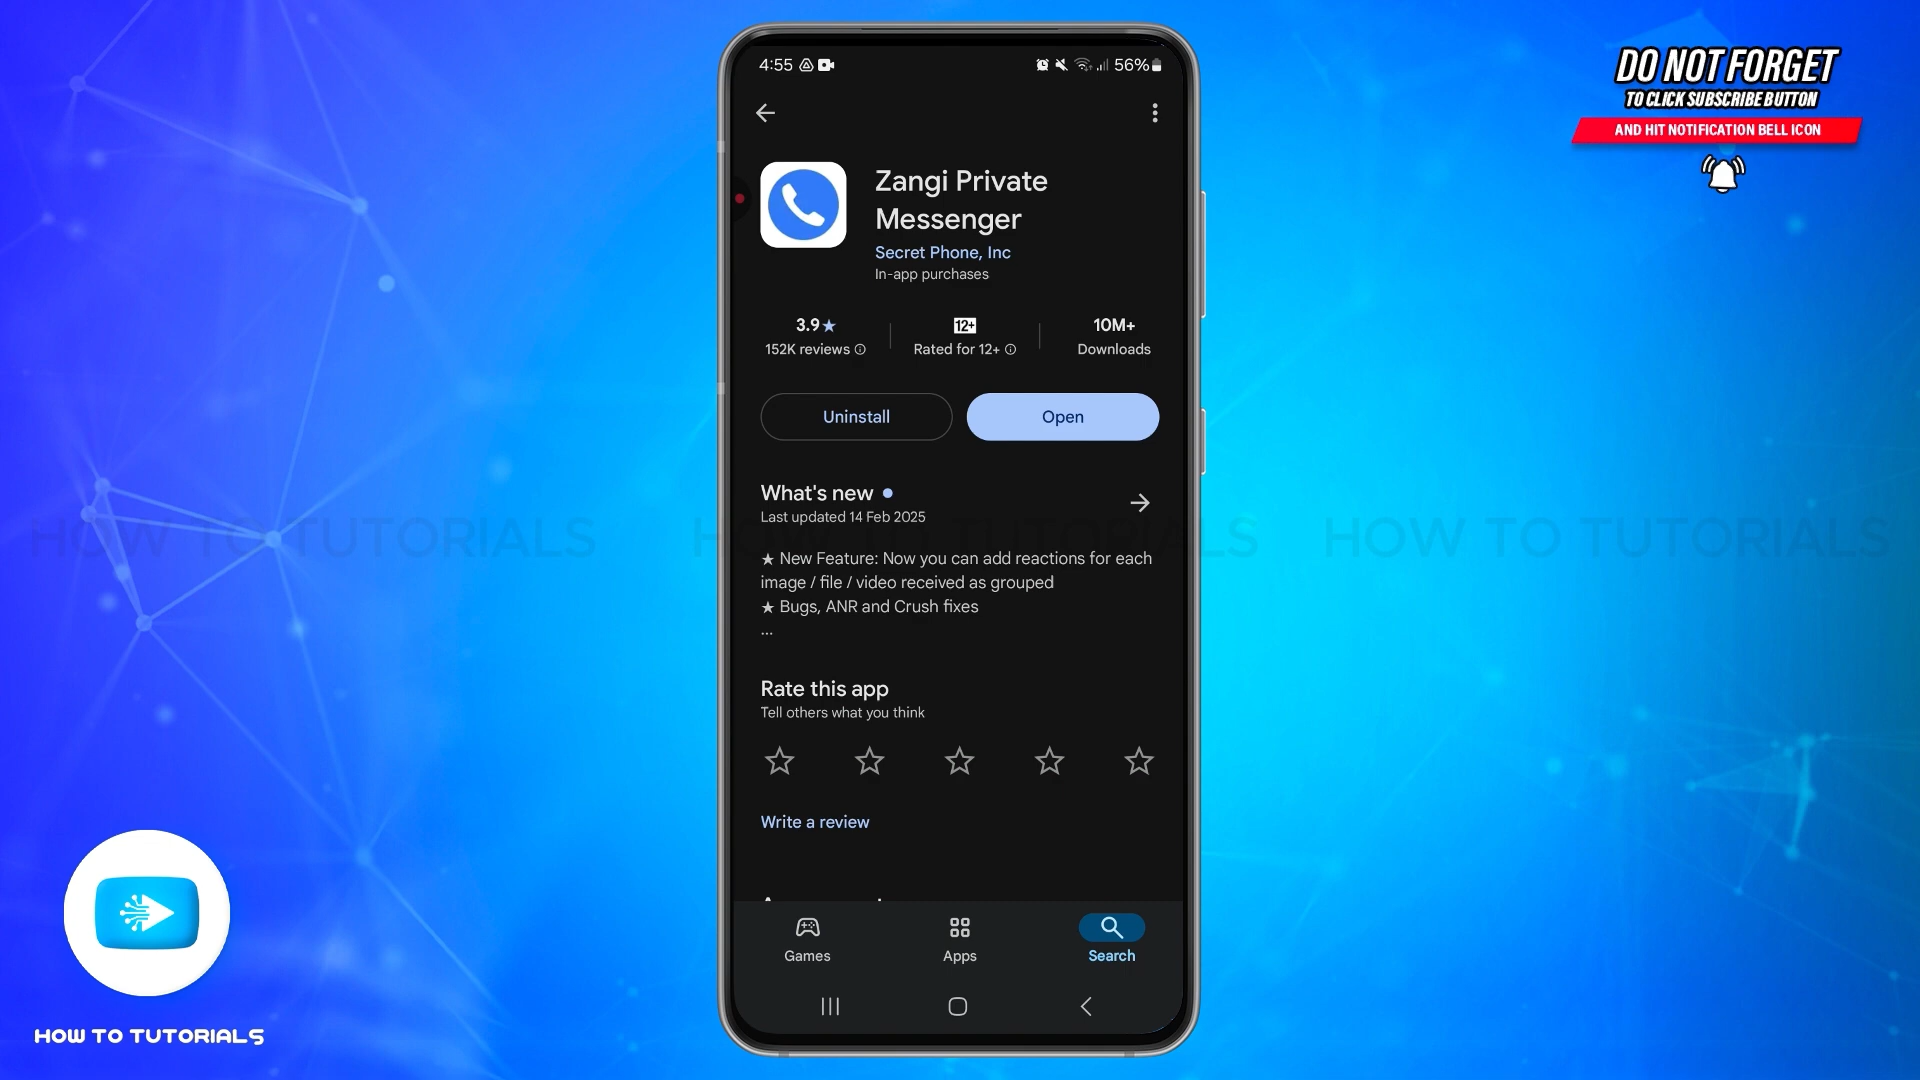 4:55
56%
DO NOT FORGET
TO CLICK SUBSCRIBE BUTTON
AND HIT NOTIFICATION BELL ICON
Zangi Private
Messenger
Secret Phone, Inc
In-app purchases
3.9★
152K reviews
12+
Rated for 12+
10M+
Downloads
Uninstall
Open
What's new
Last updated 14 Feb 2025
HOW TO TUTORIALS
HOW TO TUTORIALS
HOW TO TUTORIALS
★ New Feature: Now you can add reactions for each
image / file / video received as grouped
★ Bugs, ANR and Crush fixes
...
Rate this app
Tell others what you think
Write a review
Games
Apps
Search
HOW TO TUTORIALS